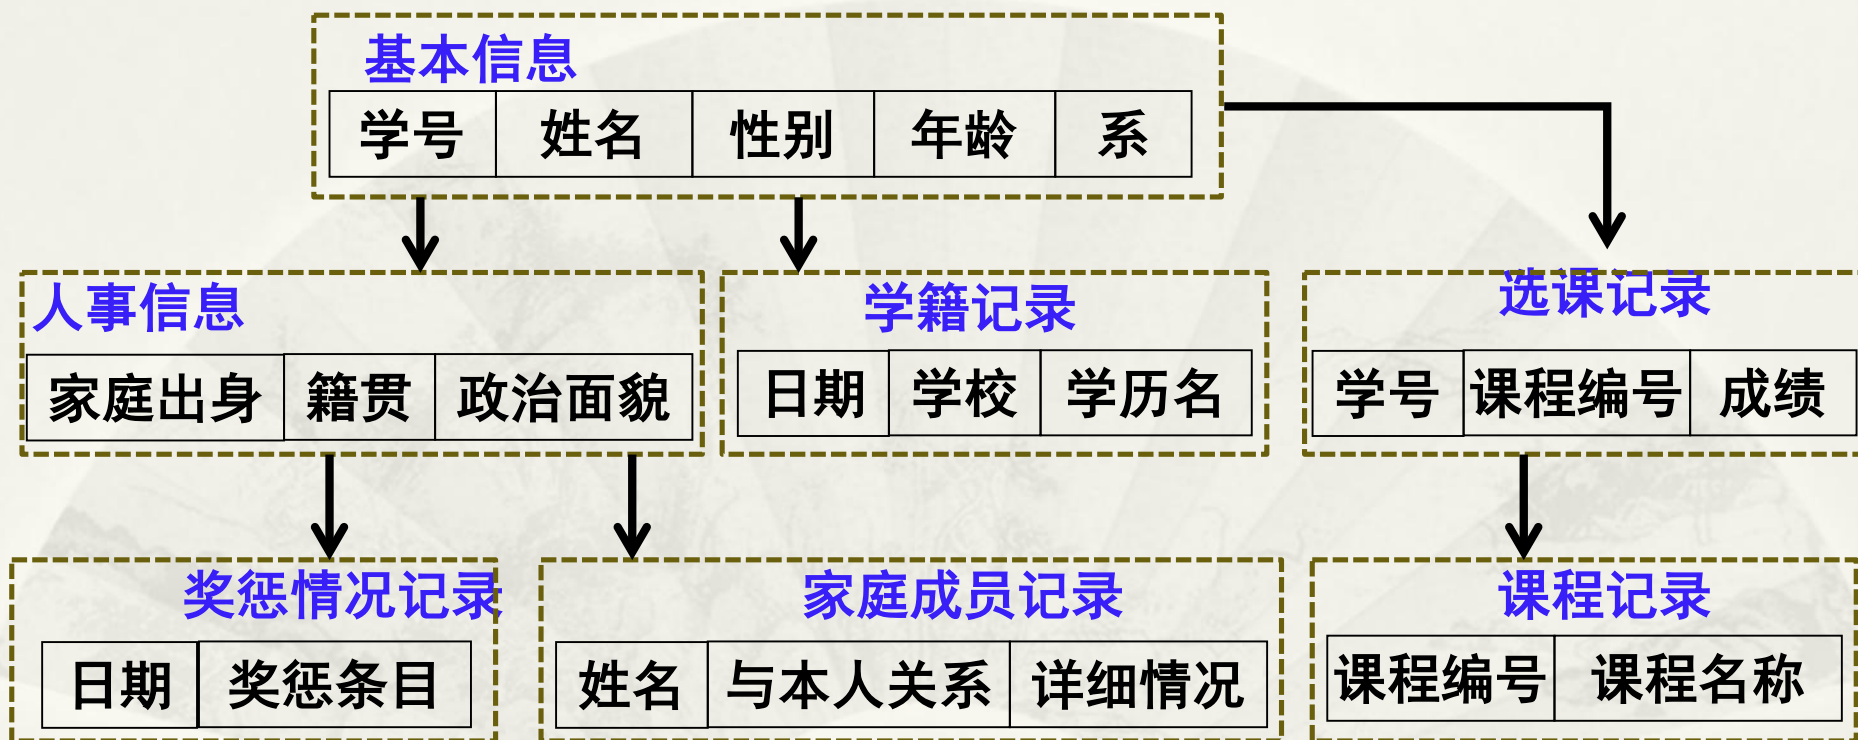 基本信息
学号 姓名 性别 年龄 系
人事信息 学籍记录 选课记录
家庭出身 籍贯 政治面貌 日期 学校 学历名 学号 课程编号 成绩
奖惩情况记录 家庭成员记录 课程记录
日期 奖惩条目 姓名 与本人关系 详细情况 课程编号 课程名称